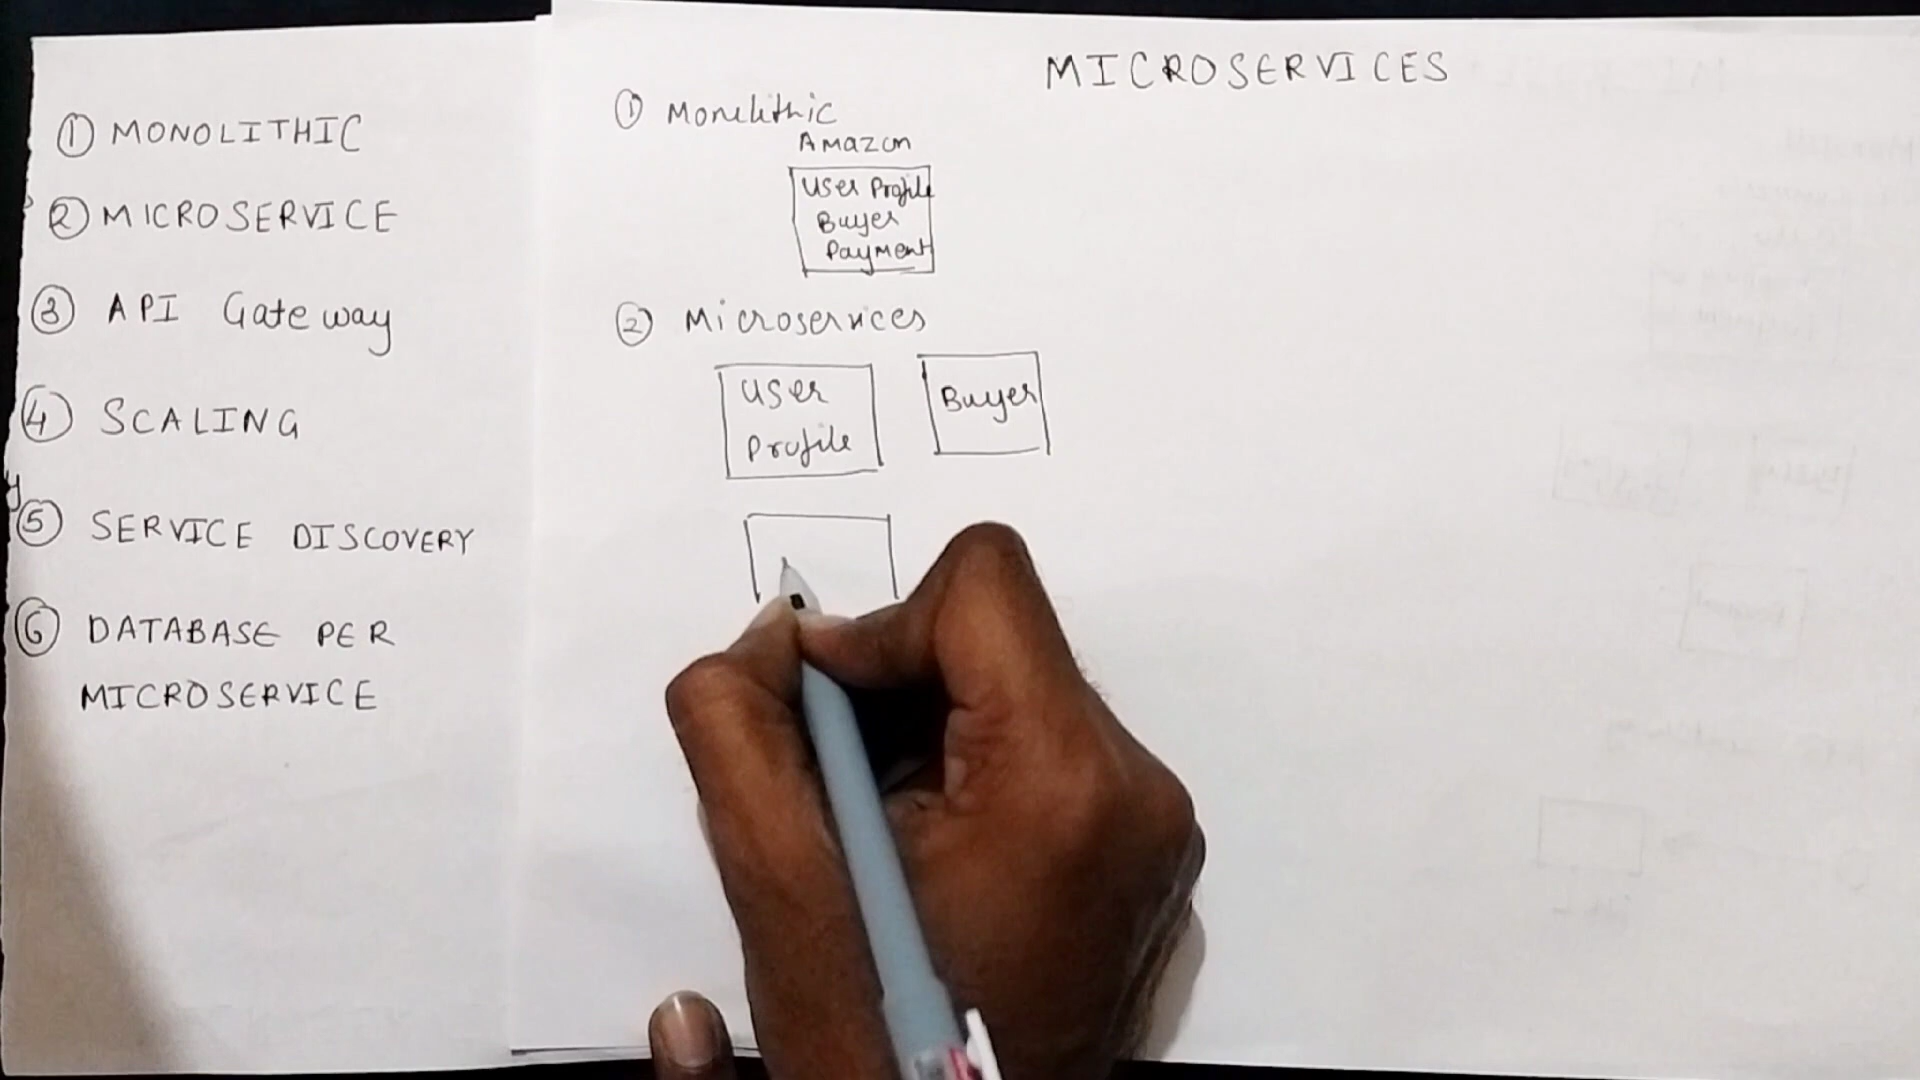 ① MONOLITHIC
② MICROSERVICE
③ API Gateway
④ SCALING
⑤ SERVICE DISCOVERY
⑥ DATABASE PER
MICROSERVICE
MICROSERVICES
① Monolithic
Amazon
User Profile
Buyer
Payment
② Microservices
User
Profile
Buyer